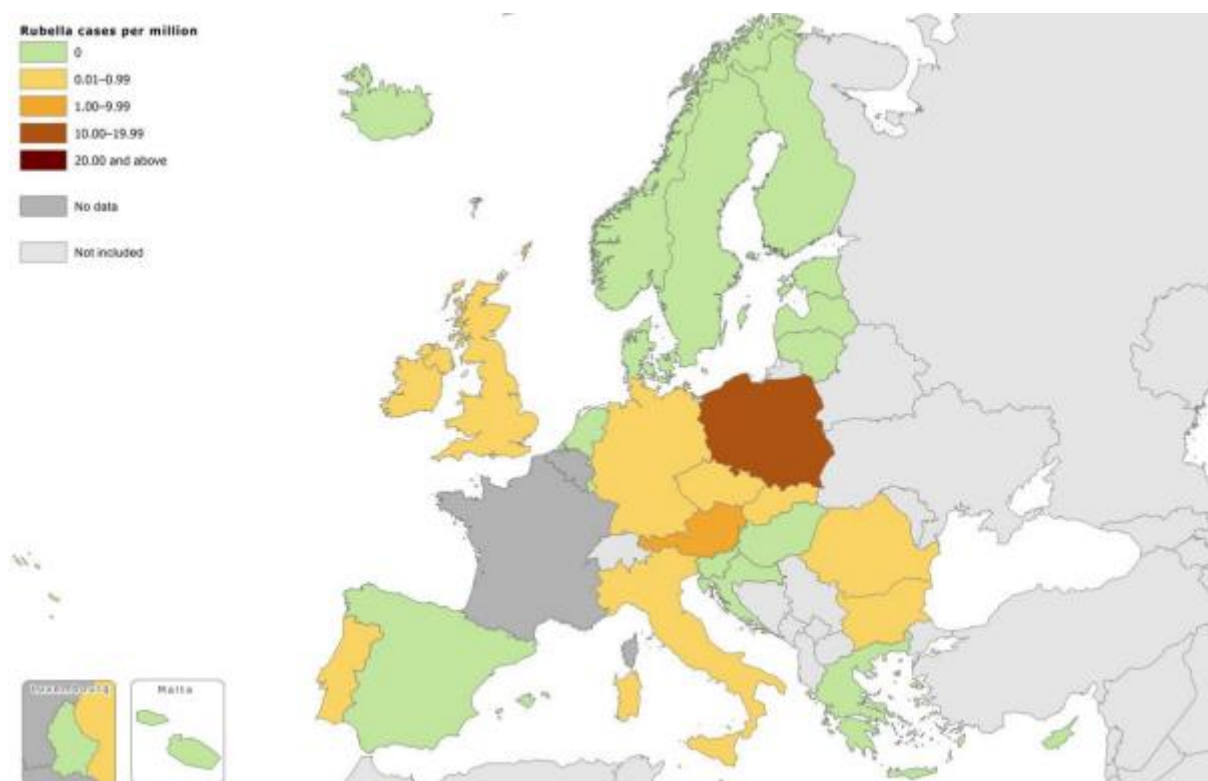 Rubella cases per million
0
0.01–0.99
1.00–9.99
10.00–19.99
20.00 and above
No data
Not included
Luxembourg
Malta